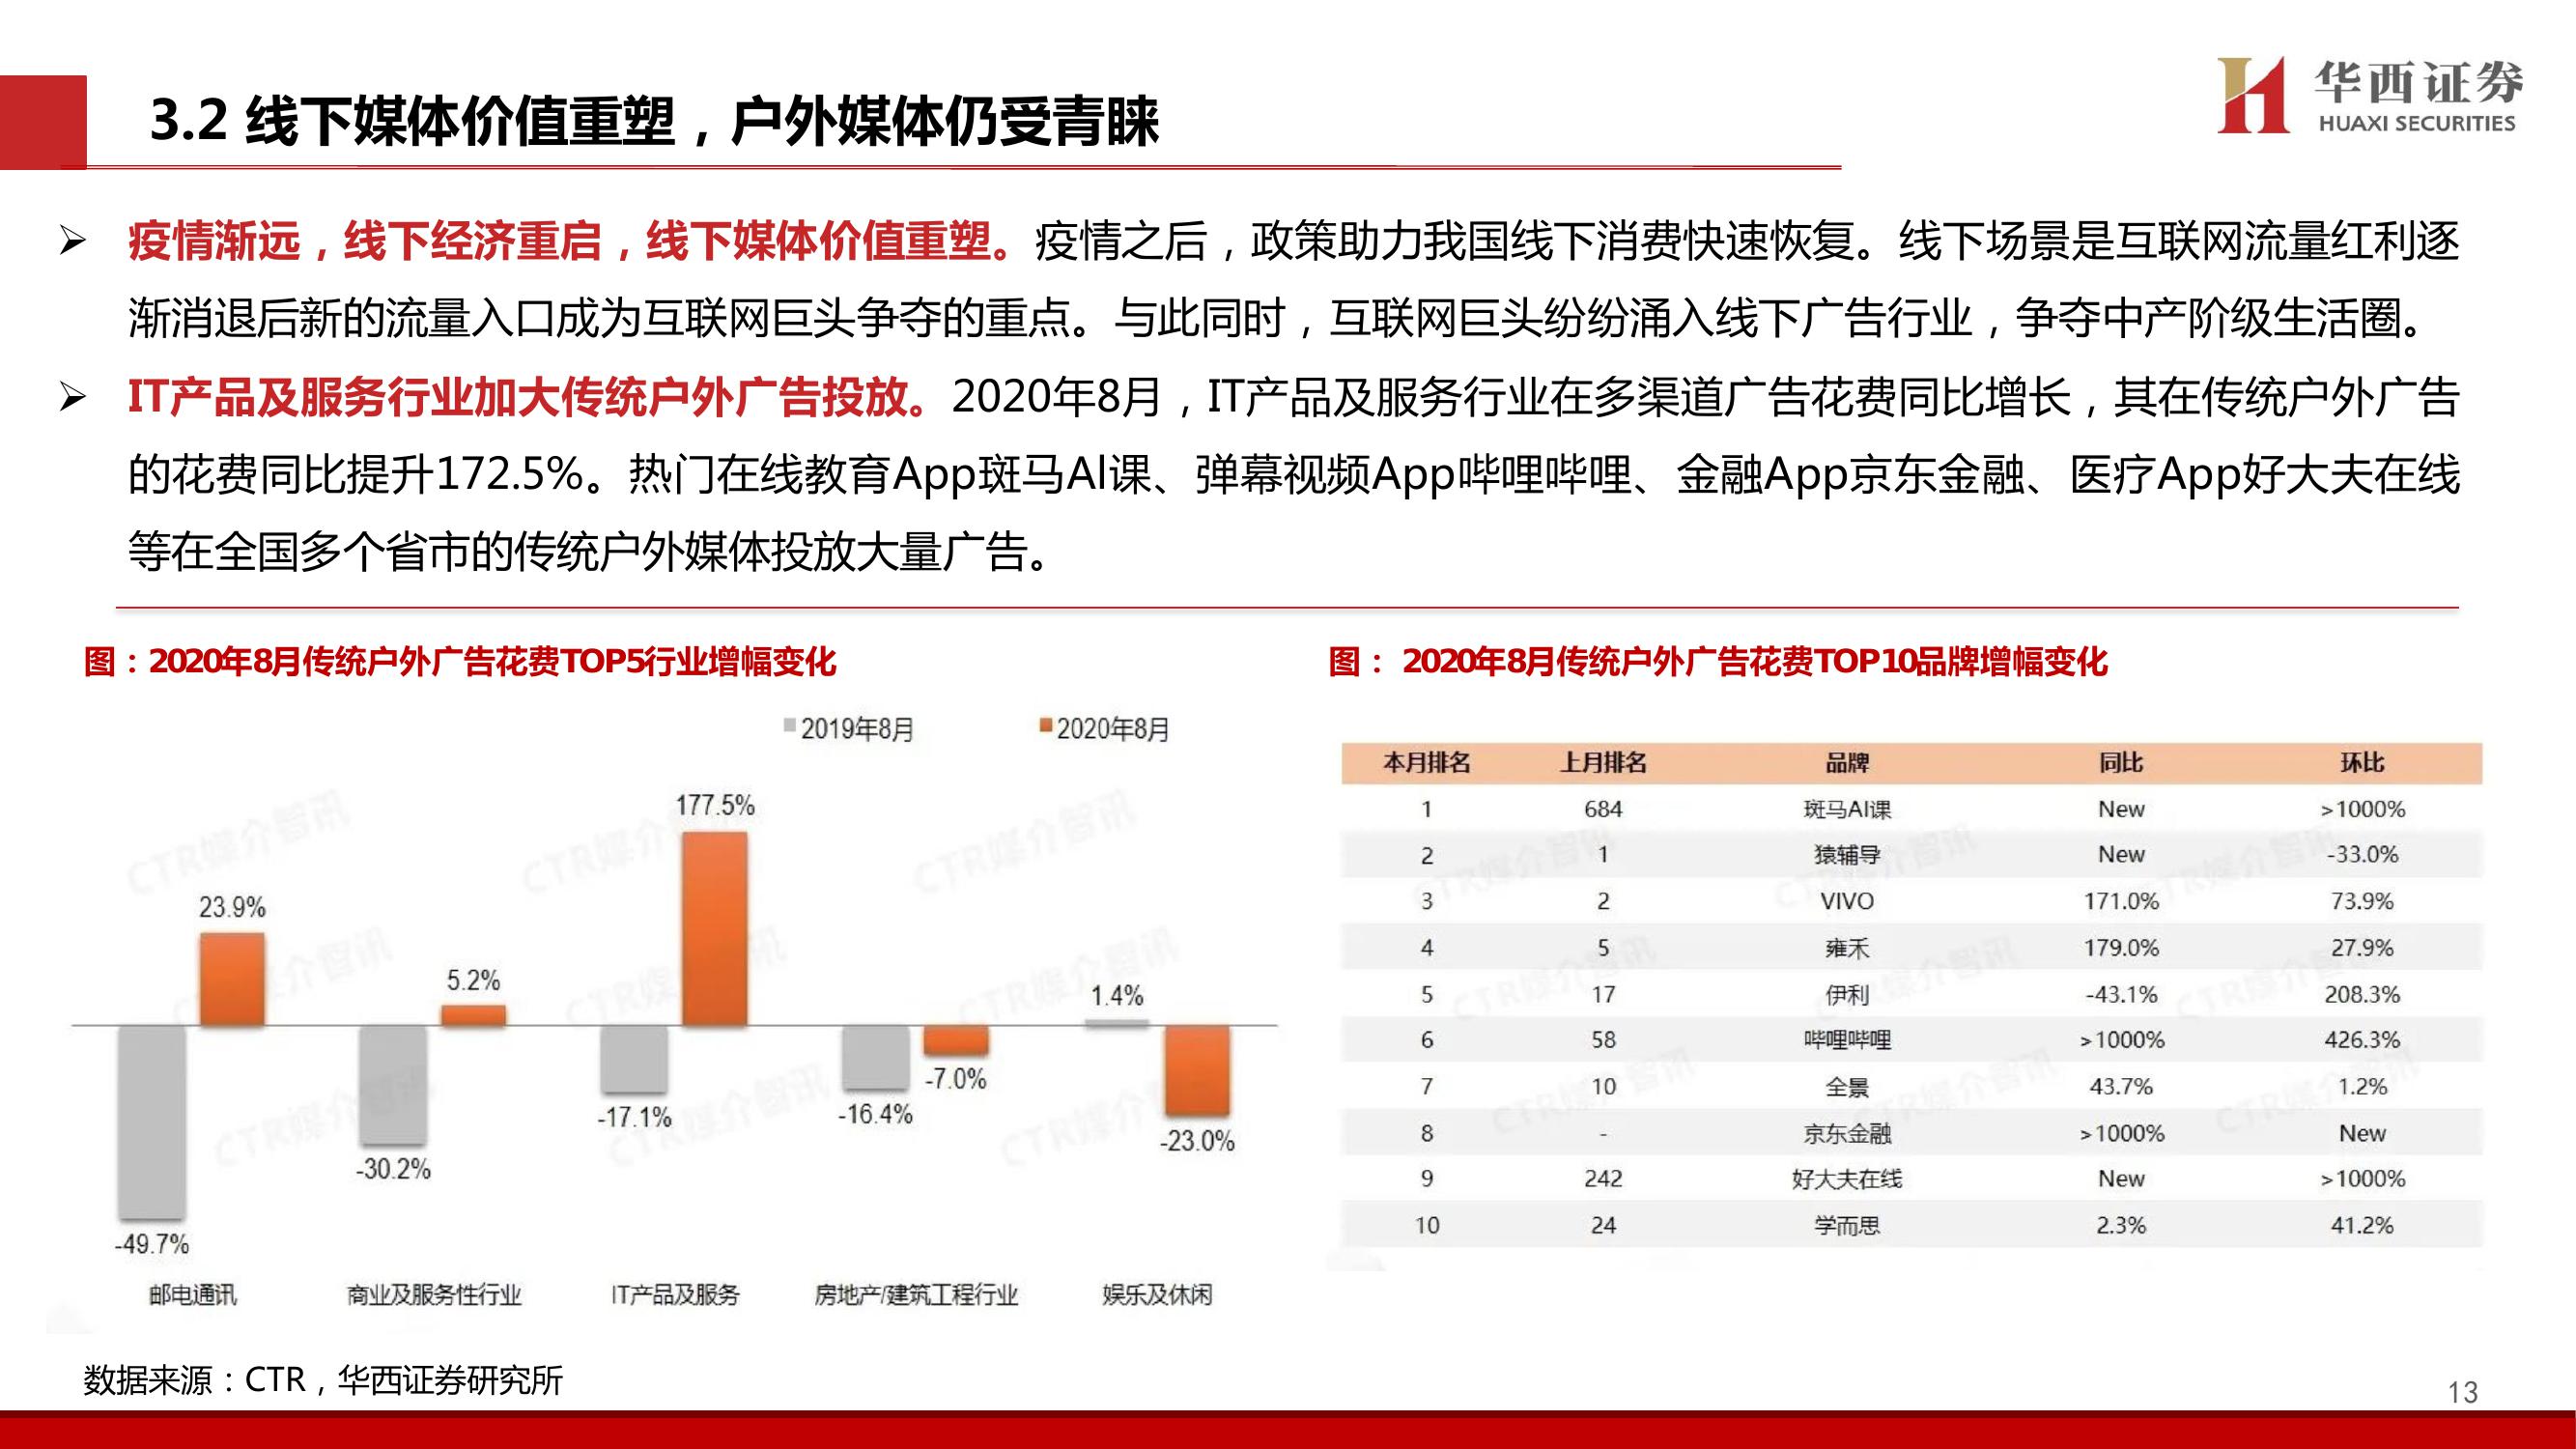 3.2 线下媒体价值重塑，户外媒体仍受青睐
华西证券
HUAXI SECURITIES
➢ 疫情渐远，线下经济重启，线下媒体价值重塑。疫情之后，政策助力我国线下消费快速恢复。线下场景是互联网流量红利逐
渐消退后新的流量入口成为互联网巨头争夺的重点。与此同时，互联网巨头纷纷涌入线下广告行业，争夺中产阶级生活圈。
➢ IT产品及服务行业加大传统户外广告投放。2020年8月，IT产品及服务行业在多渠道广告花费同比增长，其在传统户外广告
的花费同比提升172.5%。热门在线教育App斑马AI课、弹幕视频App哔哩哔哩、金融App京东金融、医疗App好大夫在线
等在全国多个省市的传统户外媒体投放大量广告。
图：2020年8月传统户外广告花费TOP5行业增幅变化
2019年8月 2020年8月
177.5%
23.9%
5.2%
1.4%
-7.0%
-17.1%
-16.4%
-23.0%
-30.2%
-49.7%
邮电通讯 商业及服务性行业 IT产品及服务 房地产/建筑工程行业 娱乐及休闲
CTR媒介智讯
图： 2020年8月传统户外广告花费TOP10品牌增幅变化
本月排名 上月排名 品牌 同比 环比
1 684 斑马AI课 New >1000%
2 1 猿辅导 New -33.0%
3 2 VIVO 171.0% 73.9%
4 5 雍禾 179.0% 27.9%
5 17 伊利 -43.1% 208.3%
6 58 哔哩哔哩 >1000% 426.3%
7 10 全景 43.7% 1.2%
8 - 京东金融 >1000% New
9 242 好大夫在线 New >1000%
10 24 学而思 2.3% 41.2%
数据来源：CTR，华西证券研究所
13